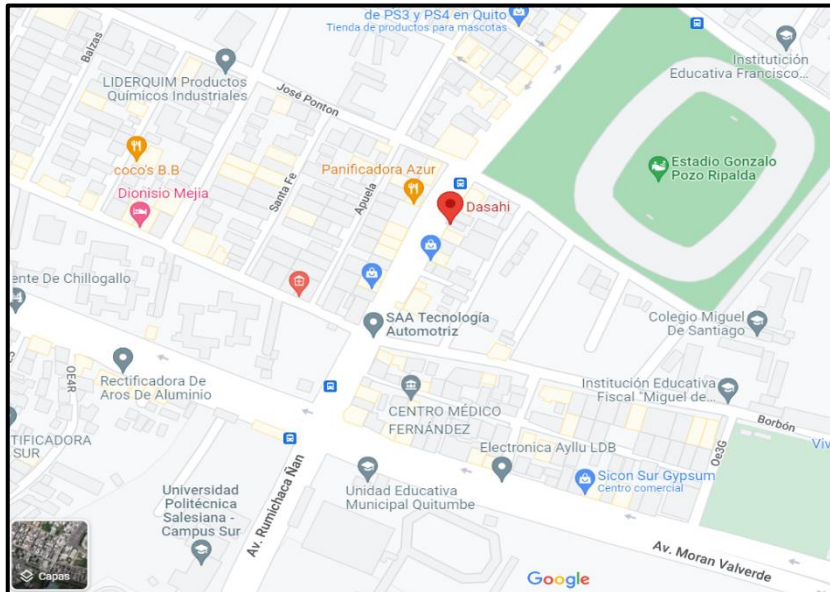 de PS3 y PS4 en Quito
Tienda de productos para mascotas
Balzas
LIDERQUIM Productos
Químicos Industriales
José Ponton
Institutición
Educativa Francisco...
coco's B.B
Dionisio Mejia
Santa Fe
Apuela
Panificadora Azur
Dasahi
Estadio Gonzalo
Pozo Ripalda
ente De Chillogallo
SAA Tecnología
Automotriz
Colegio Miguel
De Santiago
OE4R
Rectificadora De
Aros De Aluminio
CENTRO MÉDICO
FERNÁNDEZ
Institución Educativa
Fiscal "Miguel de...
Borbón
TIFICADORA
SUR
Electronica Ayllu LDB
Oe3G
Viv
Universidad
Politécnica
Salesiana -
Campus Sur
Av. Rumichaca Ñan
Unidad Educativa
Municipal Quitumbe
Sicon Sur Gypsum
Centro comercial
Av. Moran Valverde
Capas
Google